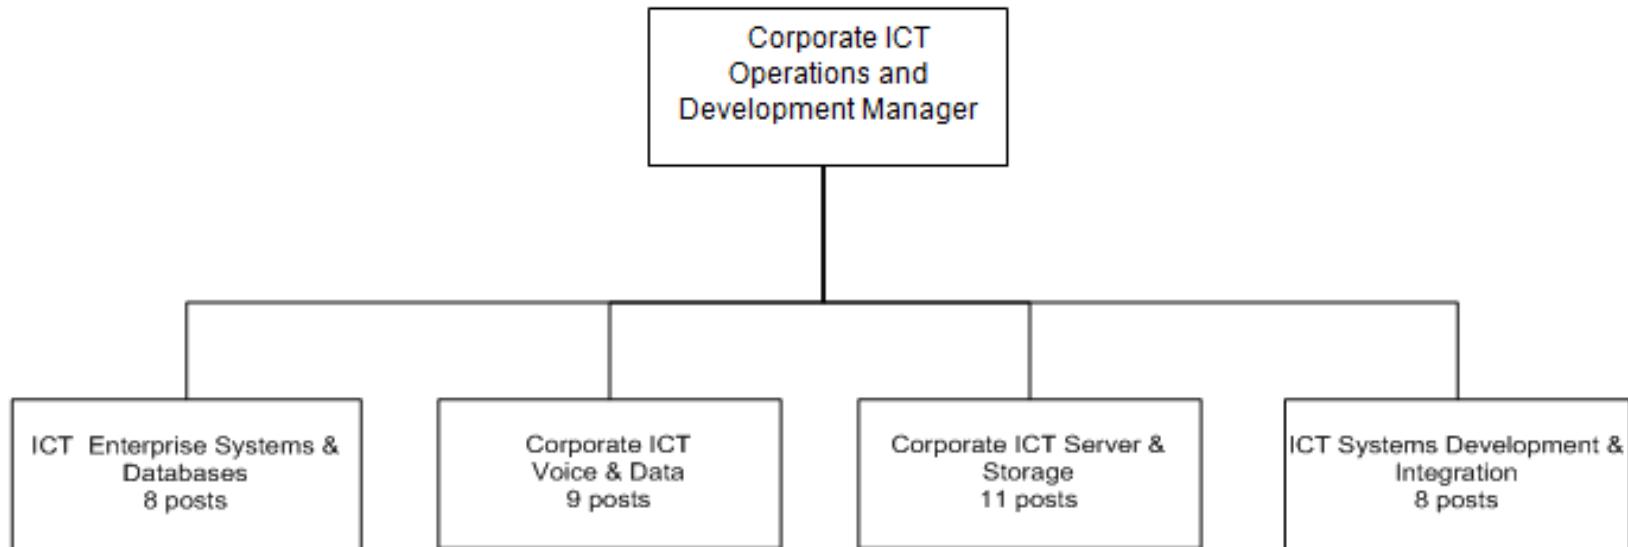 Corporate ICT
Operations and
Development Manager
ICT Enterprise Systems &
Databases
8 posts
Corporate ICT
Voice & Data
9 posts
Corporate ICT Server &
Storage
11 posts
ICT Systems Development &
Integration
8 posts